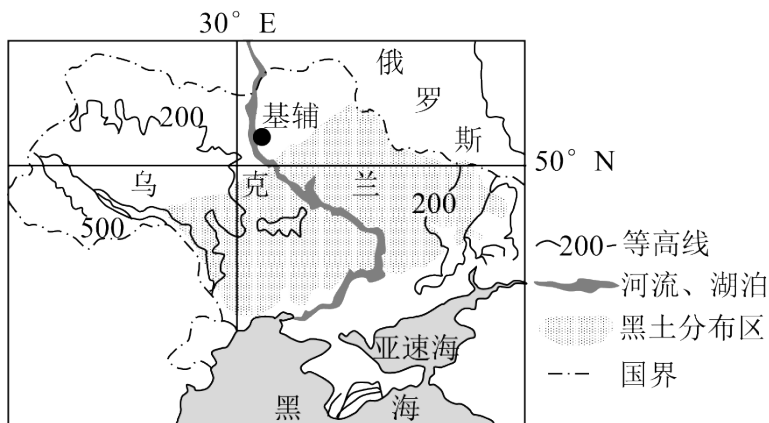 30° E
俄
罗
斯
200
基辅
50° N
乌
克
兰
200
500
200 等高线
河流、湖泊
黑土分布区
国界
亚速海
黑
海